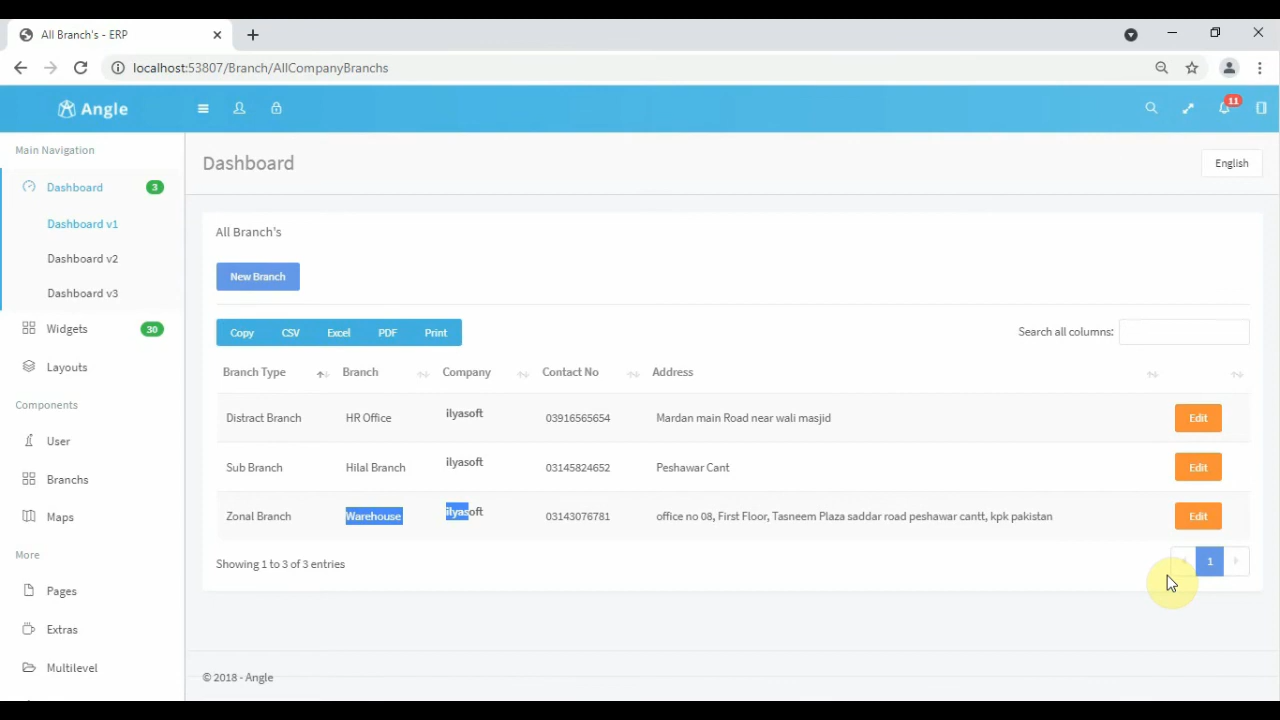 All Branch's - ERP
localhost:53807/Branch/AllCompanyBranchs
Angle
11
Main Navigation
Dashboard 3
Dashboard v1
Dashboard v2
Dashboard v3
Widgets 30
Layouts
Components
User
Branchs
Maps
More
Pages
Extras
Multilevel
Dashboard
English
All Branch's
New Branch
Copy CSV Excel PDF Print
Search all columns:
Branch Type Branch Company Contact No Address
Distract Branch HR Office ilyasoft 03916565654 Mardan main Road near wali masjid Edit
Sub Branch Hilal Branch ilyasoft 03145824652 Peshawar Cant Edit
Zonal Branch Warehouse ilyasoft 03143076781 office no 08, First Floor, Tasneem Plaza saddar road peshawar cantt, kpk pakistan Edit
Showing 1 to 3 of 3 entries
1
© 2018 - Angle